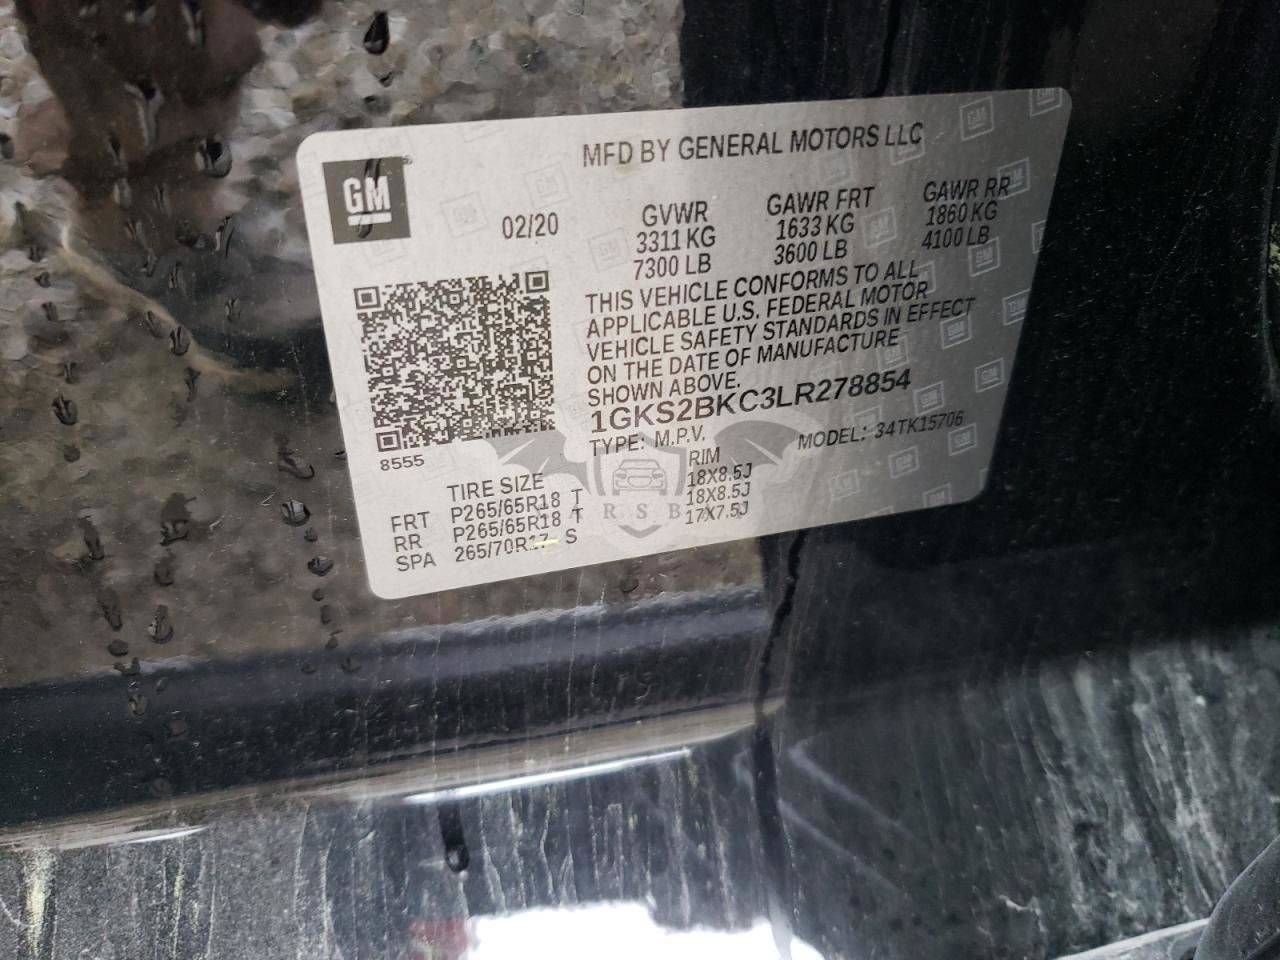 MFD BY GENERAL MOTORS LLC
GM
02/20
GVWR
3311 KG
7300 LB
GAWR FRT
1633 KG
3600 LB
GAWR RR
1860 KG
4100 LB
THIS VEHICLE CONFORMS TO ALL
APPLICABLE U.S. FEDERAL MOTOR
VEHICLE SAFETY STANDARDS IN EFFECT
ON THE DATE OF MANUFACTURE
SHOWN ABOVE.
1GKS2BKC3LR278854
TYPE: M.P.V.
MODEL: 34TK15706
8555
TIRE SIZE
RIM
FRT P265/65R18 T 18X8.5J
RR P265/65R18 T 18X8.5J
SPA 265/70R17 S 17X7.5J